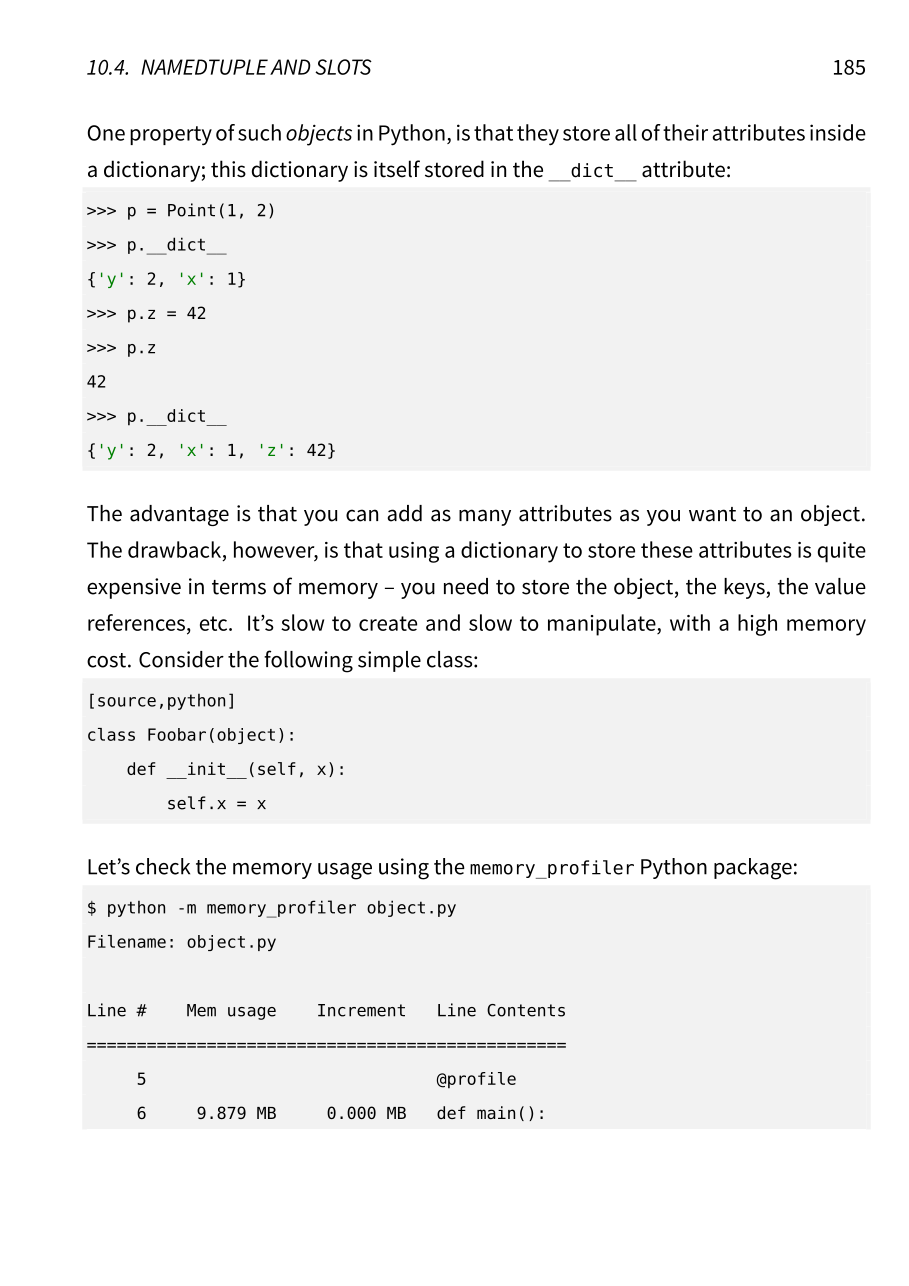 10.4. NAMEDTUPLE AND SLOTS 185
One property of such objects in Python, is that they store all of their attributes inside
a dictionary; this dictionary is itself stored in the __dict__ attribute:
>>> p = Point(1, 2)
>>> p.__dict__
{'y': 2, 'x': 1}
>>> p.z = 42
>>> p.z
42
>>> p.__dict__
{'y': 2, 'x': 1, 'z': 42}
The advantage is that you can add as many attributes as you want to an object.
The drawback, however, is that using a dictionary to store these attributes is quite
expensive in terms of memory – you need to store the object, the keys, the value
references, etc. It’s slow to create and slow to manipulate, with a high memory
cost. Consider the following simple class:
[source,python]
class Foobar(object):
    def __init__(self, x):
        self.x = x
Let’s check the memory usage using the memory_profiler Python package:
$ python -m memory_profiler object.py
Filename: object.py
Line #    Mem usage    Increment   Line Contents
================================================
     5                             @profile
     6     9.879 MB     0.000 MB   def main():